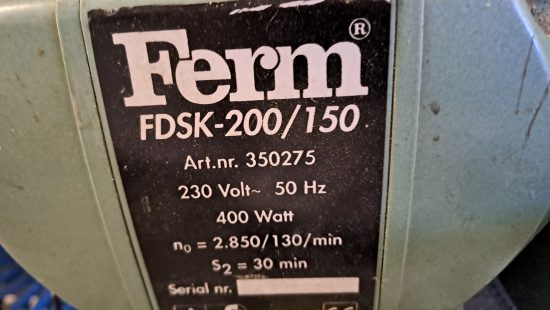 Ferm®
FDSK-200/150
Art.nr. 350275
230 Volt~ 50 Hz
400 Watt
n₀ = 2.850/130/min
S₂ = 30 min
Serial nr.